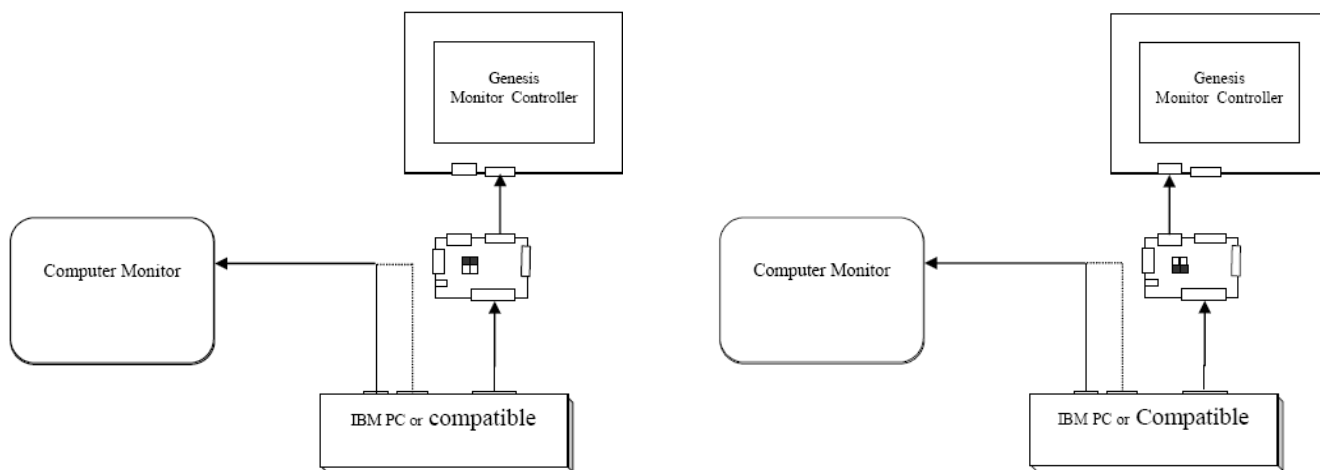 Genesis
Monitor Controller
Computer Monitor
IBM PC or compatible
Genesis
Monitor Controller
Computer Monitor
IBM PC or Compatible